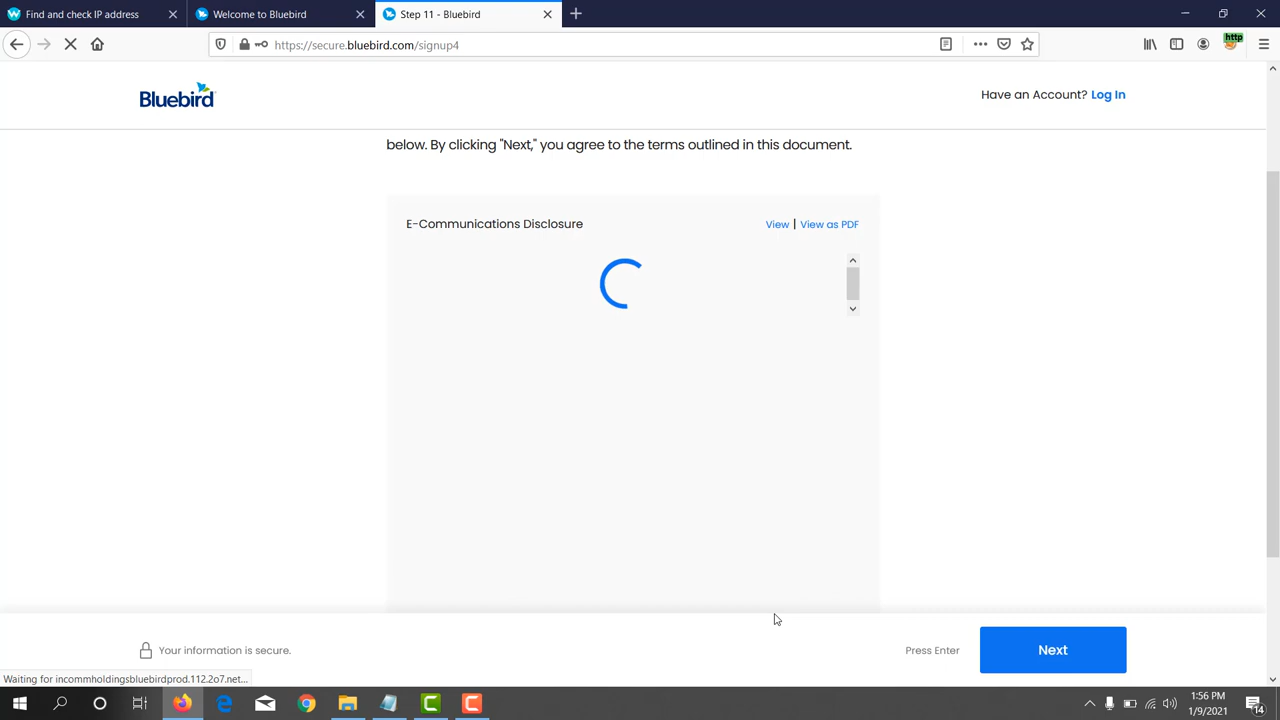 Find and check IP address
Welcome to Bluebird
Step 11 - Bluebird
https://secure.bluebird.com/signup4
http
Bluebird
Have an Account? Log In
below. By clicking "Next," you agree to the terms outlined in this document.
E-Communications Disclosure
View | View as PDF
Your information is secure.
Press Enter
Next
Waiting for incommholdingsbluebirdprod.112.2o7.net...
1:56 PM
1/9/2021
14